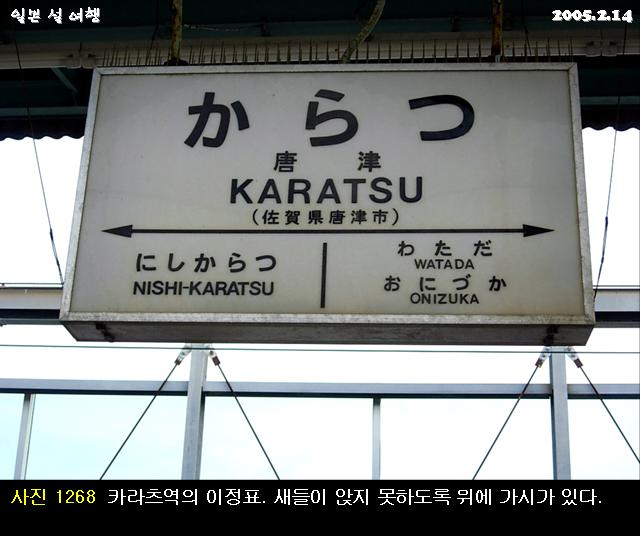 일본 설 여행
2005.2.14
からつ
唐津
KARATSU
(佐賀県唐津市)
にしからつ
NISHI-KARATSU
わただ
WATADA
おにづか
ONIZUKA
사진 1268 카라츠역의 이정표. 새들이 앉지 못하도록 위에 가시가 있다.